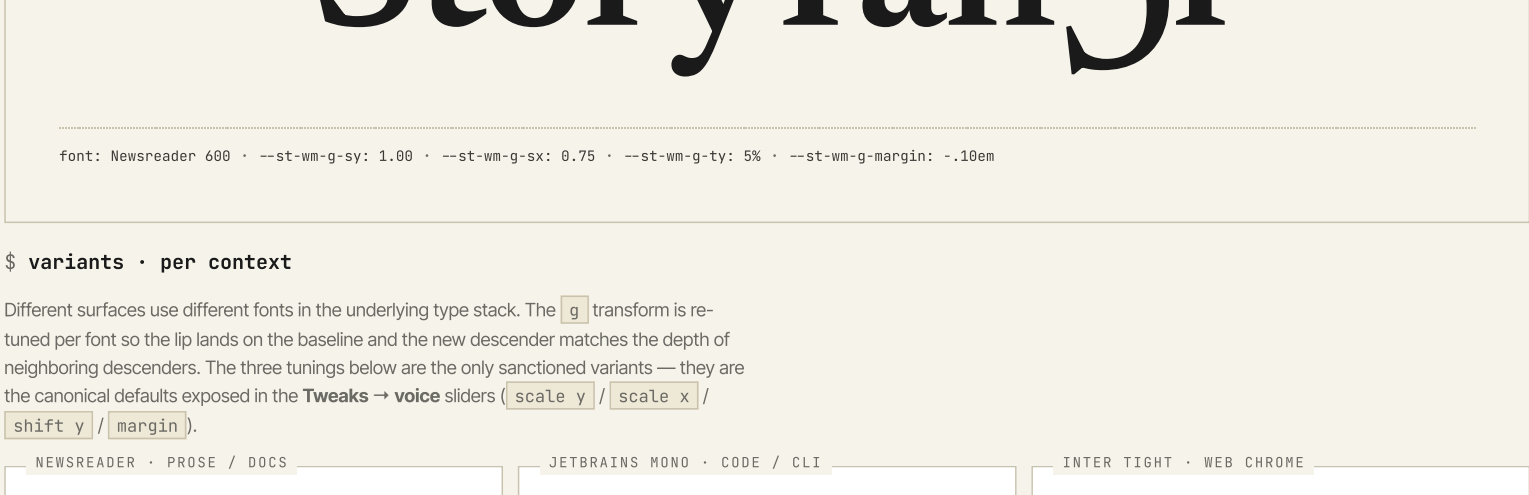 font: Newsreader 600 · --st-wm-g-sy: 1.00 · --st-wm-g-sx: 0.75 · --st-wm-g-ty: 5% · --st-wm-g-margin: -.10em
$ variants · per context
Different surfaces use different fonts in the underlying type stack. The g transform is re-
tuned per font so the lip lands on the baseline and the new descender matches the depth of
neighboring descenders. The three tunings below are the only sanctioned variants — they are
the canonical defaults exposed in the Tweaks → voice sliders ( scale y / scale x /
shift y / margin ).
NEWSREADER · PROSE / DOCS
JETBRAINS MONO · CODE / CLI
INTER TIGHT · WEB CHROME